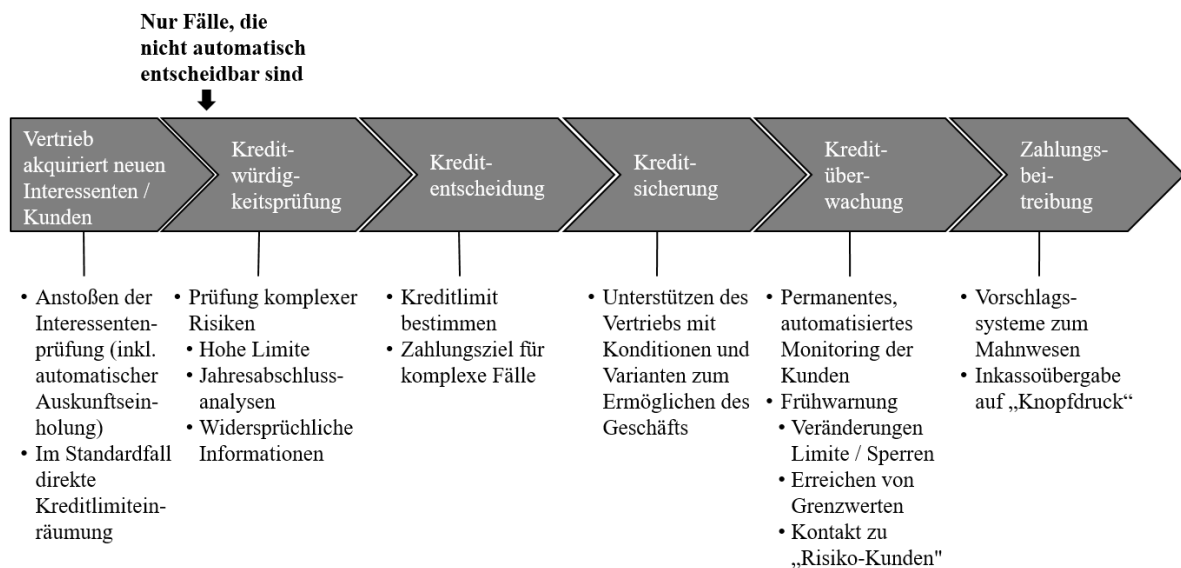 Nur Fälle, die
nicht automatisch
entscheidbar sind
Vertrieb
akquiriert neuen
Interessenten /
Kunden
Kredit-
würdig-
keitsprüfung
Kredit-
entscheidung
Kredit-
sicherung
Kredit-
über-
wachung
Zahlungs-
bei-
treibung
• Anstoßen der
Interessenten-
prüfung (inkl.
automatischer
Auskunftsein-
holung)
• Im Standardfall
direkte
Kreditlimitein-
räumung
• Prüfung komplexer
Risiken
• Hohe Limite
• Jahresabschluss-
analysen
• Widersprüchliche
Informationen
• Kreditlimit
bestimmen
• Zahlungsziel für
komplexe Fälle
• Unterstützen des
Vertriebs mit
Konditionen und
Varianten zum
Ermöglichen des
Geschäfts
• Permanentes,
automatisiertes
Monitoring der
Kunden
• Frühwarnung
• Veränderungen
Limite / Sperren
• Erreichen von
Grenzwerten
• Kontakt zu
„Risiko-Kunden"
• Vorschlags-
systeme zum
Mahnwesen
• Inkassoübergabe
auf „Knopfdruck“